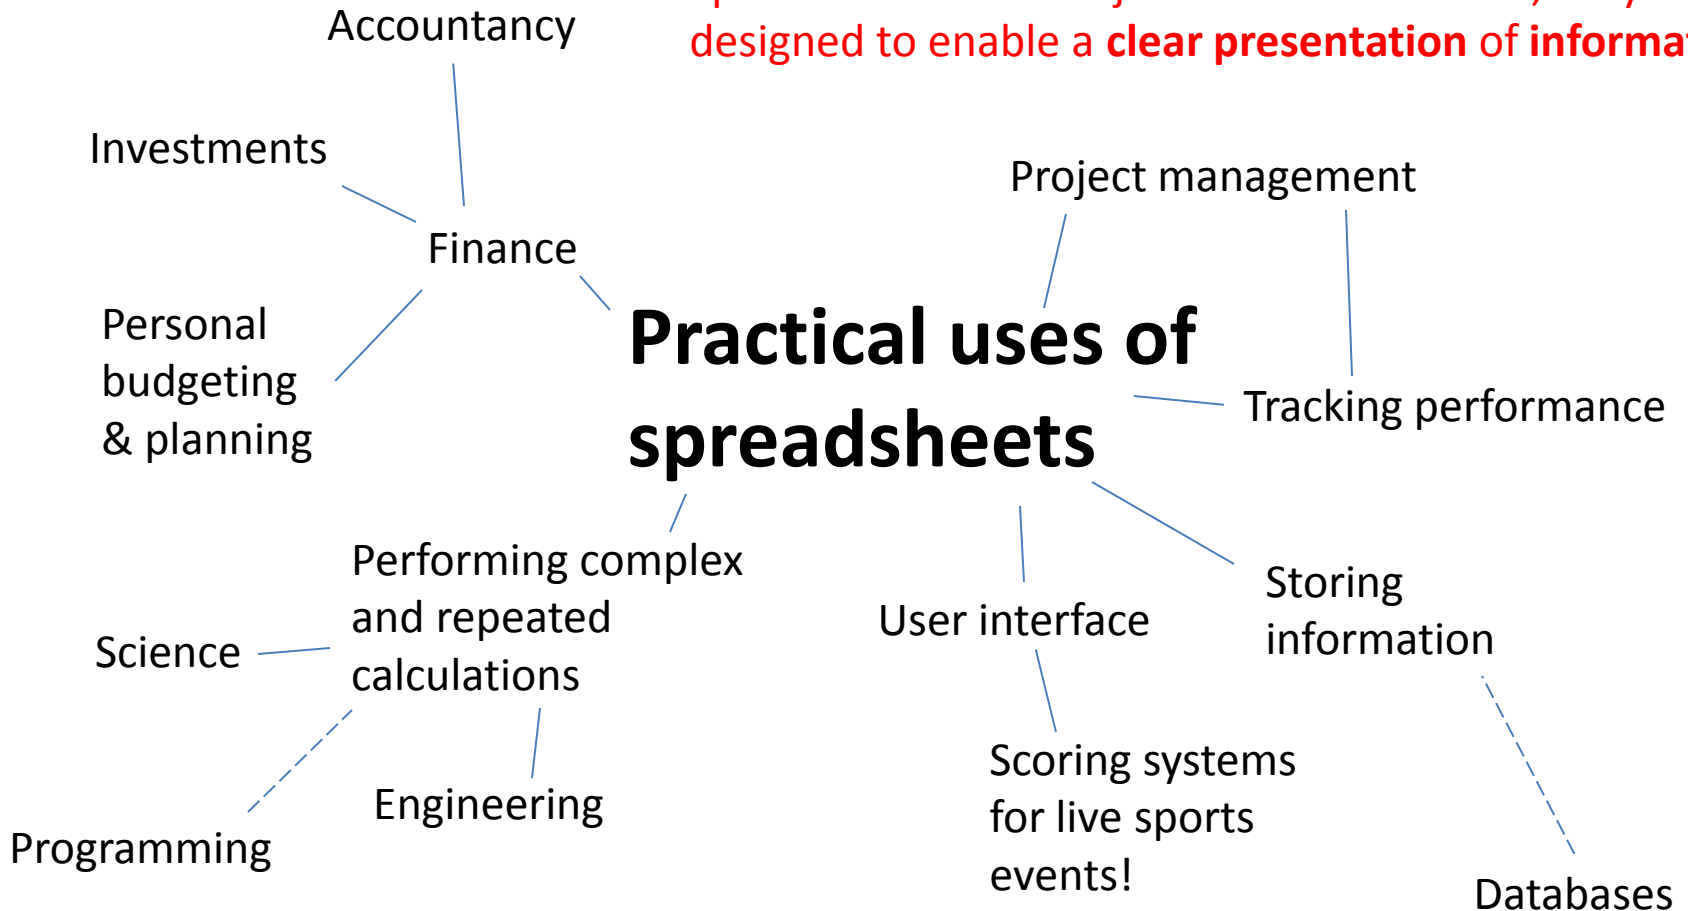 Accountancy
designed to enable a clear presentation of
Investments
Project management
Finance
Personal
budgeting
& planning
Practical uses of
spreadsheets
Tracking performance
Performing complex
and repeated
calculations
Science
Programming
Engineering
User interface
Scoring systems
for live sports
events!
Storing
information
Databases